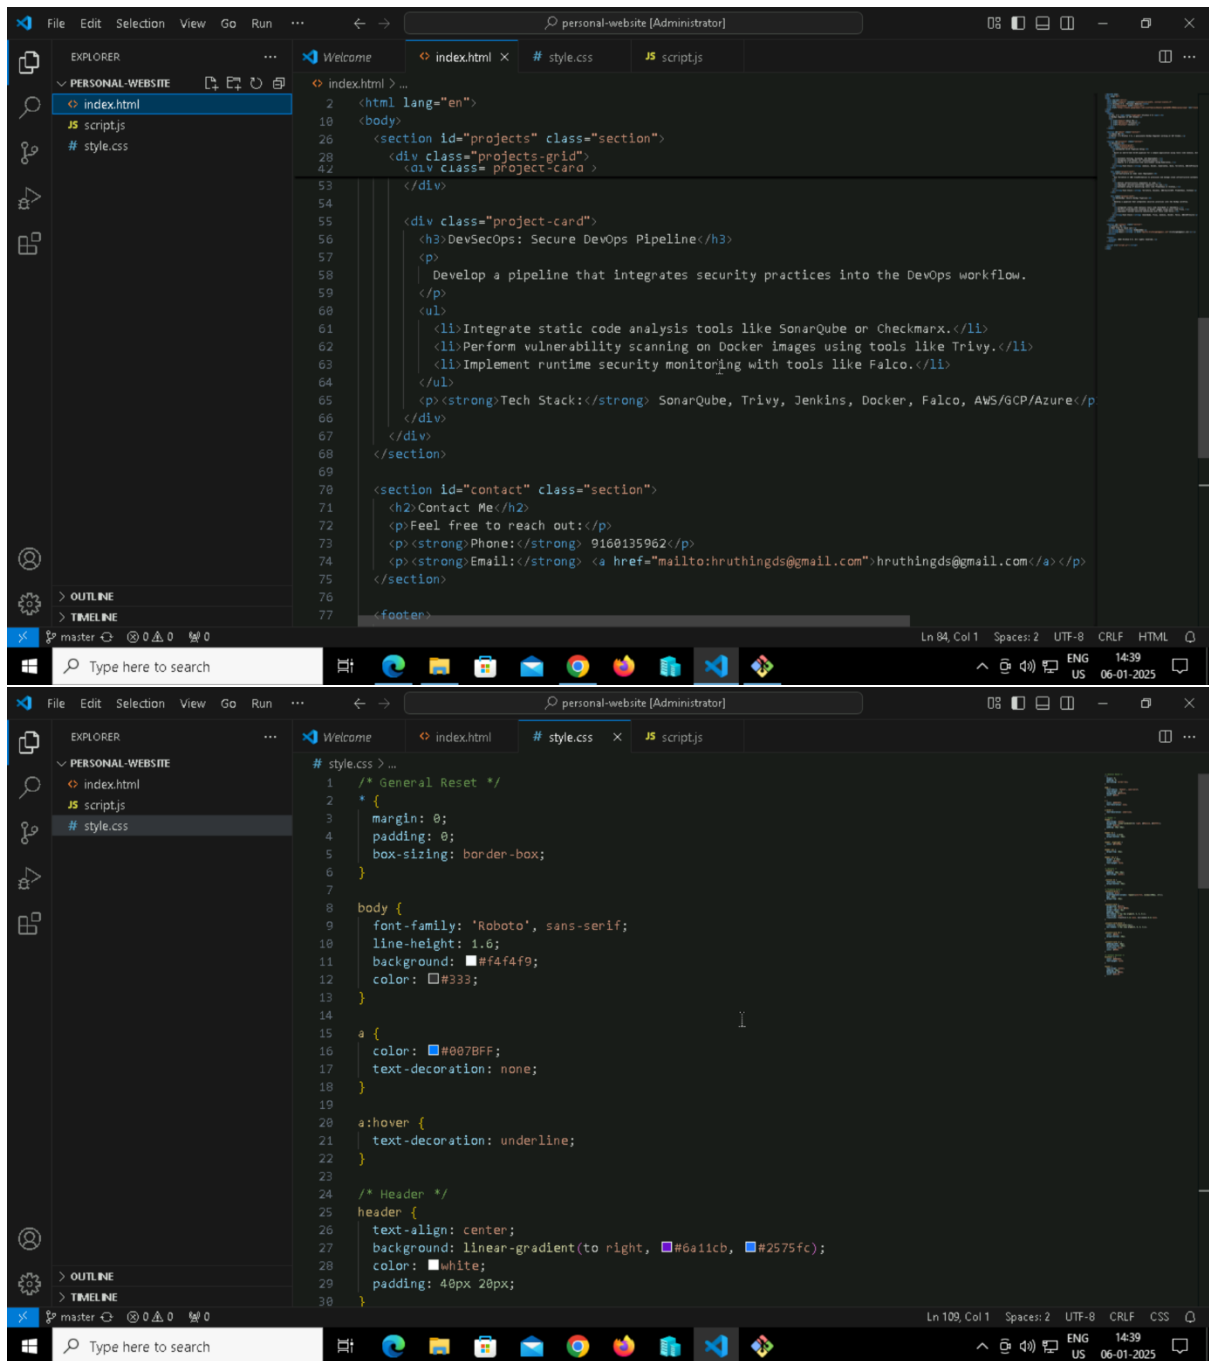 File Edit Selection View Go Run ··· personal-website [Administrator]
EXPLORER ··· Welcome index.html style.css JS script.js ···
PERSONAL-WEBSITE index.html > ...
index.html
JS script.js
# style.css
2 <html lang="en">
10 <body>
26 <section id="projects" class="section">
28 <div class="projects-grid">
42 <div class="project-card">
53 </div>
54
55 <div class="project-card">
56 <h3>DevSecOps: Secure DevOps Pipeline</h3>
57 <p>
58 Develop a pipeline that integrates security practices into the DevOps workflow.
59 </p>
60 <ul>
61 <li>Integrate static code analysis tools like SonarQube or Checkmarx.</li>
62 <li>Perform vulnerability scanning on Docker images using tools like Trivy.</li>
63 <li>Implement runtime security monitoring with tools like Falco.</li>
64 </ul>
65 <p><strong>Tech Stack:</strong> SonarQube, Trivy, Jenkins, Docker, Falco, AWS/GCP/Azure</p
66 </div>
67 </div>
68 </section>
69
70 <section id="contact" class="section">
71 <h2>Contact Me</h2>
72 <p>Feel free to reach out:</p>
73 <p><strong>Phone:</strong> 9160135962</p>
74 <p><strong>Email:</strong> <a href="mailto:hruthingds@gmail.com">hruthingds@gmail.com</a></p>
75 </section>
76
77 <footer>
OUTLINE
TIMELINE
master 0 0 0 Ln 84, Col 1 Spaces: 2 UTF-8 CRLF HTML
Type here to search ENG US 14:39 06-01-2025
File Edit Selection View Go Run ··· personal-website [Administrator]
EXPLORER ··· Welcome index.html # style.css JS script.js ···
PERSONAL-WEBSITE # style.css > ...
index.html
JS script.js
# style.css
1 /* General Reset */
2 * {
3 margin: 0;
4 padding: 0;
5 box-sizing: border-box;
6 }
7
8 body {
9 font-family: 'Roboto', sans-serif;
10 line-height: 1.6;
11 background: #f4f4f9;
12 color: #333;
13 }
14
15 a {
16 color: #007BFF;
17 text-decoration: none;
18 }
19
20 a:hover {
21 text-decoration: underline;
22 }
23
24 /* Header */
25 header {
26 text-align: center;
27 background: linear-gradient(to right, #6a11cb, #2575fc);
28 color: white;
29 padding: 40px 20px;
30 }
OUTLINE
TIMELINE
master 0 0 0 Ln 109, Col 1 Spaces: 2 UTF-8 CRLF CSS
Type here to search ENG US 14:39 06-01-2025